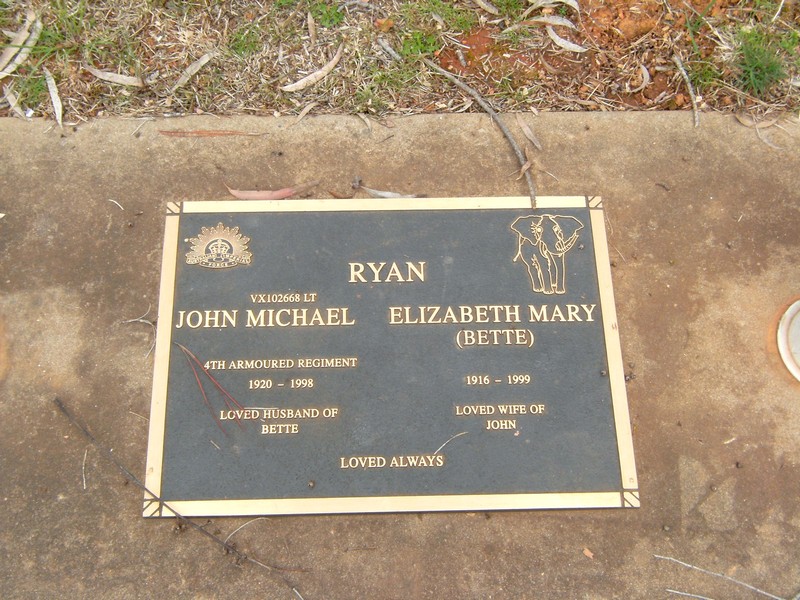 RYAN
VX102668 LT
JOHN MICHAEL
4TH ARMOURED REGIMENT
1920 – 1998
LOVED HUSBAND OF
BETTE
ELIZABETH MARY
(BETTE)
1916 – 1999
LOVED WIFE OF
JOHN
LOVED ALWAYS